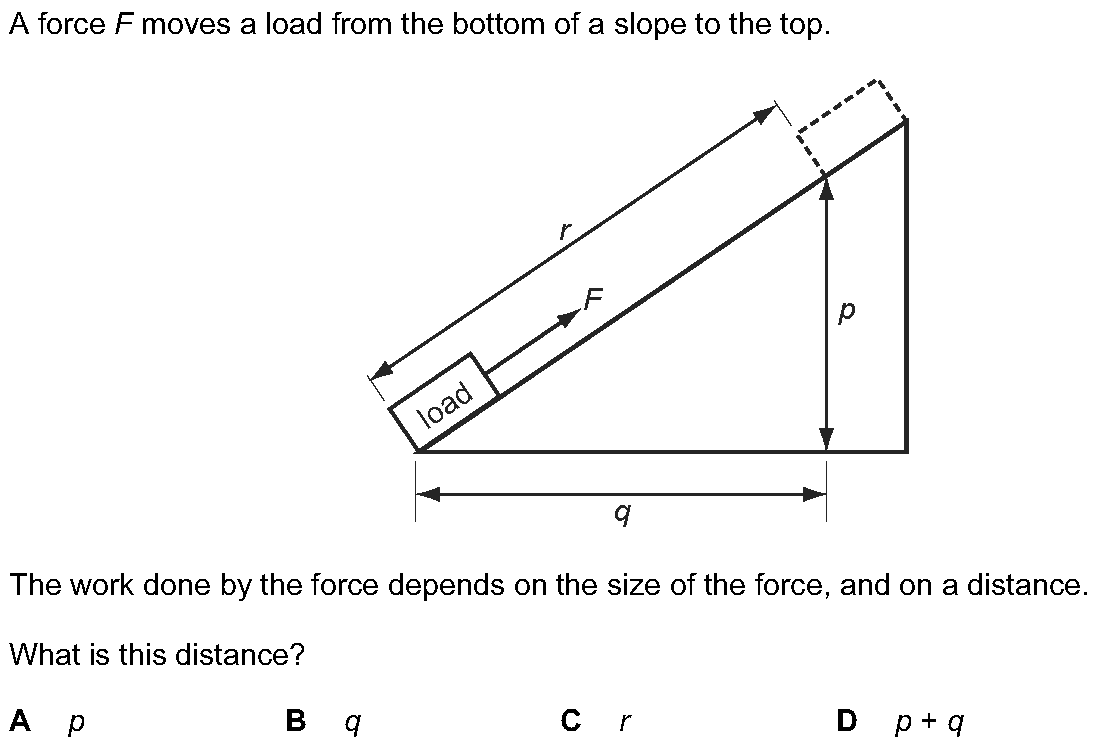 A force F moves a load from the bottom of a slope to the top.
r
F
p
load
q
The work done by the force depends on the size of the force, and on a distance.
What is this distance?
A p B q C r D p + q